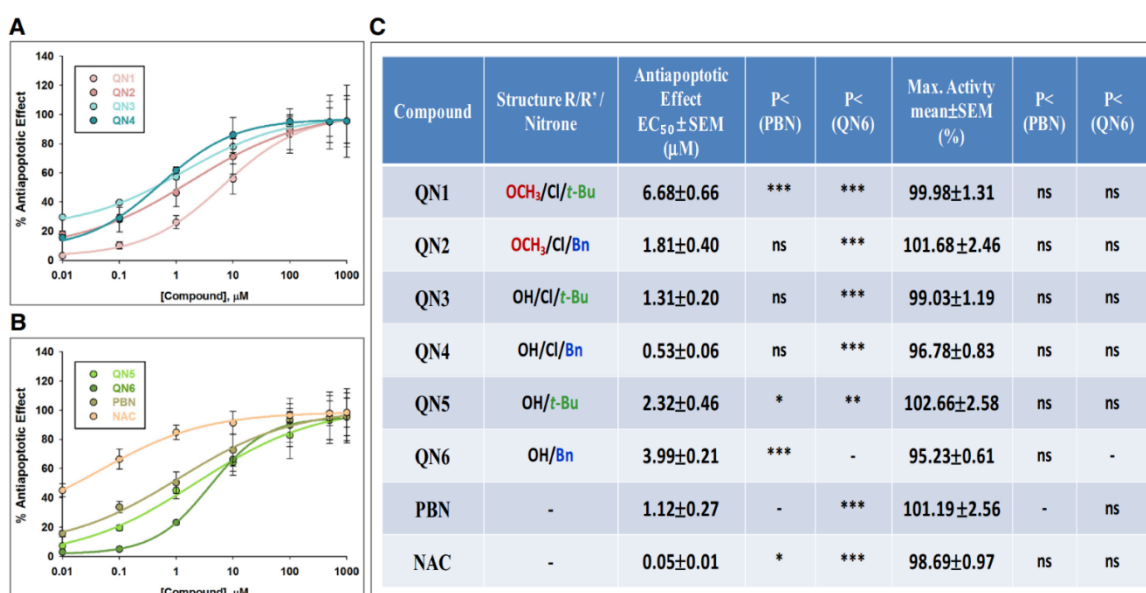 A
140
120
100
80
60
40
20
0
% Antiapoptotic Effect
QN1
QN2
QN3
QN4
0.01 0.1 1 10 100 1000
[Compound], μM
B
140
120
100
80
60
40
20
0
% Antiapoptotic Effect
QN5
QN6
PBN
NAC
0.01 0.1 1 10 100 1000
[Compound], μM
C
Compound Structure R/R’/ Nitrone Antiapoptotic Effect EC50±SEM (μM) P< (PBN) P< (QN6) Max. Activty mean±SEM (%) P< (PBN) P< (QN6)
QN1 OCH3/Cl/t-Bu 6.68±0.66 *** *** 99.98±1.31 ns ns
QN2 OCH3/Cl/Bn 1.81±0.40 ns *** 101.68±2.46 ns ns
QN3 OH/Cl/t-Bu 1.31±0.20 ns *** 99.03±1.19 ns ns
QN4 OH/Cl/Bn 0.53±0.06 ns *** 96.78±0.83 ns ns
QN5 OH/t-Bu 2.32±0.46 * ** 102.66±2.58 ns ns
QN6 OH/Bn 3.99±0.21 *** - 95.23±0.61 ns -
PBN - 1.12±0.27 - *** 101.19±2.56 - ns
NAC - 0.05±0.01 * *** 98.69±0.97 ns ns